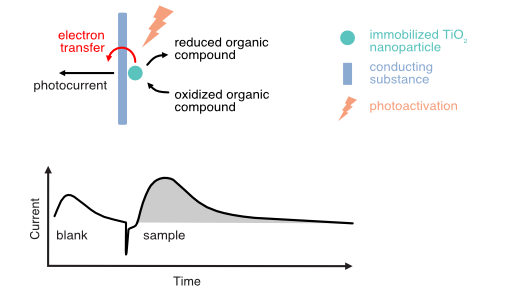 electron
transfer
reduced organic
compound
photocurrent
oxidized organic
compound
immobilized TiO₂
nanoparticle
conducting
substance
photoactivation
Current
blank
sample
Time